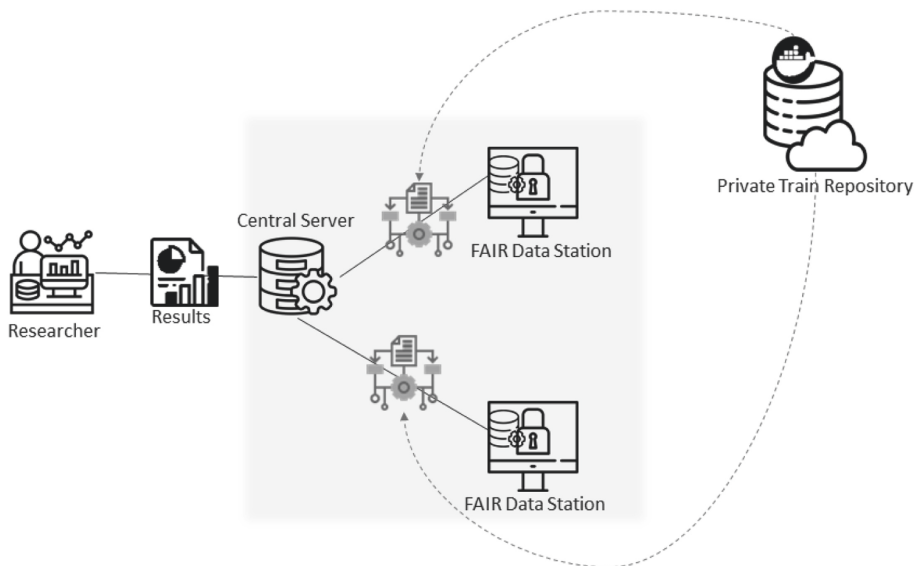 Private Train Repository
Central Server
FAIR Data Station
Researcher
Results
FAIR Data Station